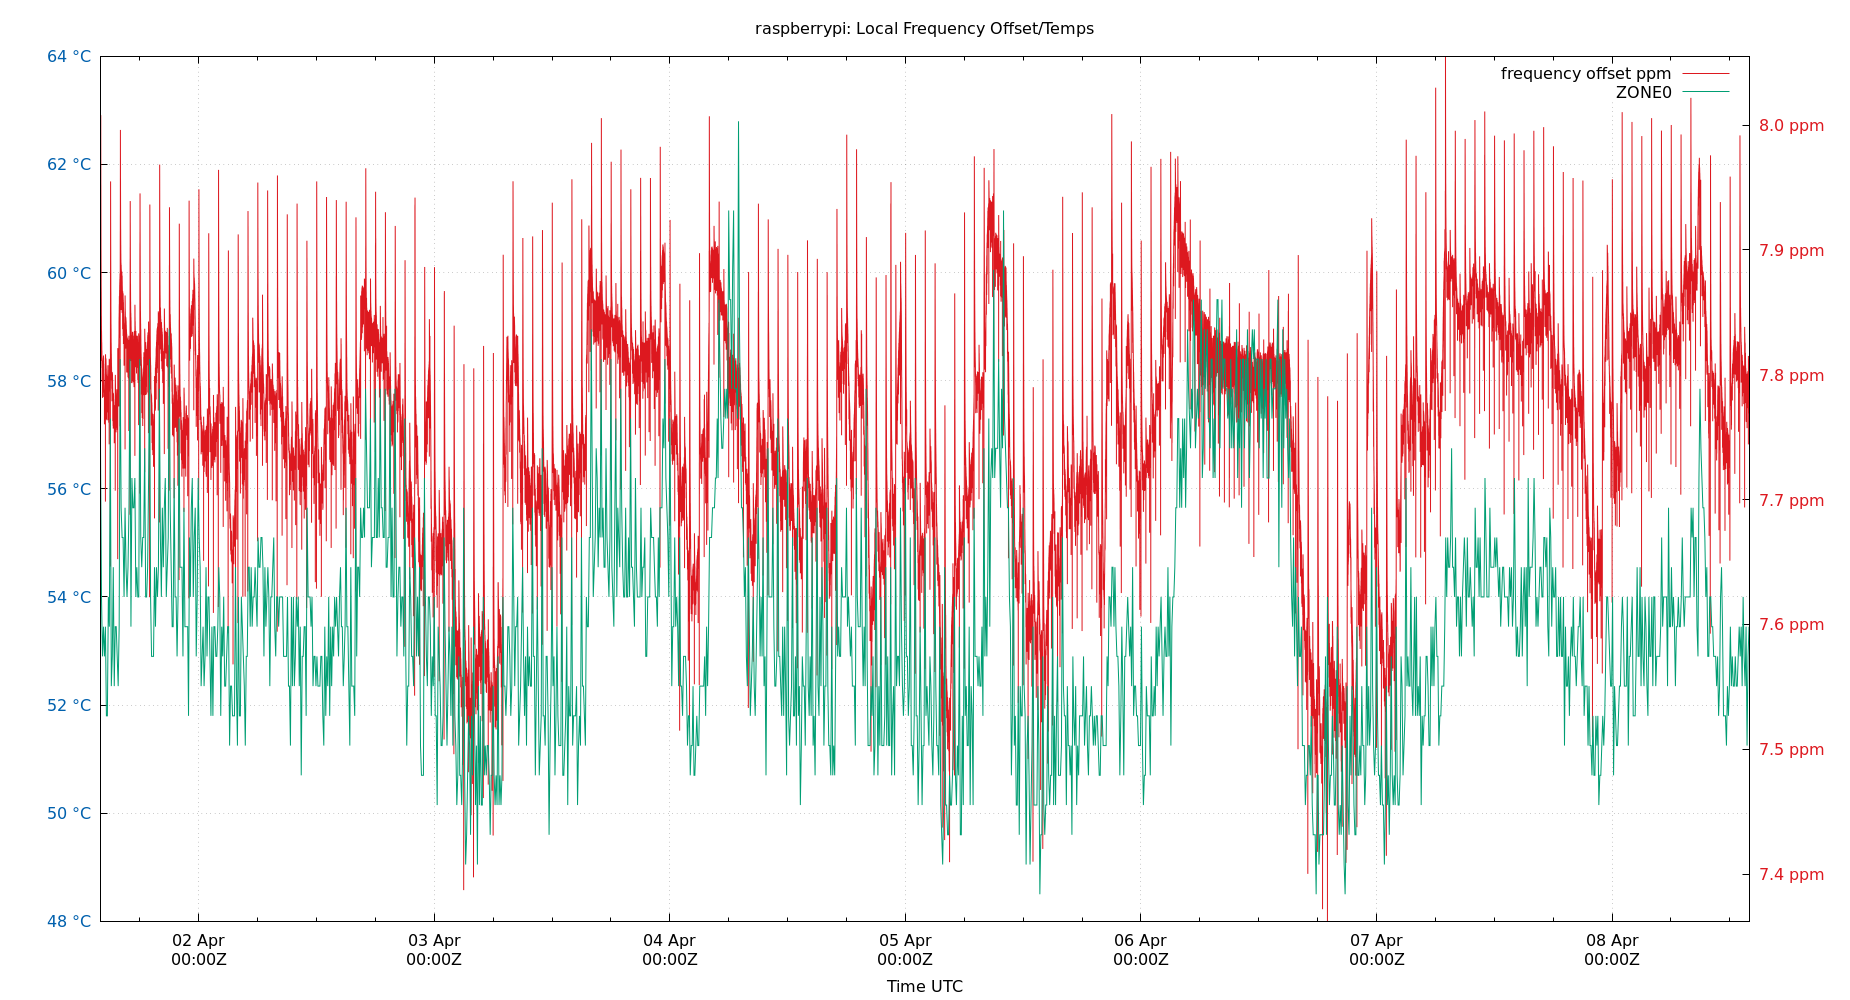 raspberrypi: Local Frequency Offset/Temps
64 °C
62 °C
60 °C
58 °C
56 °C
54 °C
52 °C
50 °C
48 °C
frequency offset ppm
ZONE0
8.0 ppm
7.9 ppm
7.8 ppm
7.7 ppm
7.6 ppm
7.5 ppm
7.4 ppm
02 Apr 03 Apr 04 Apr 05 Apr 06 Apr 07 Apr 08 Apr
00:00Z 00:00Z 00:00Z 00:00Z 00:00Z 00:00Z 00:00Z
Time UTC